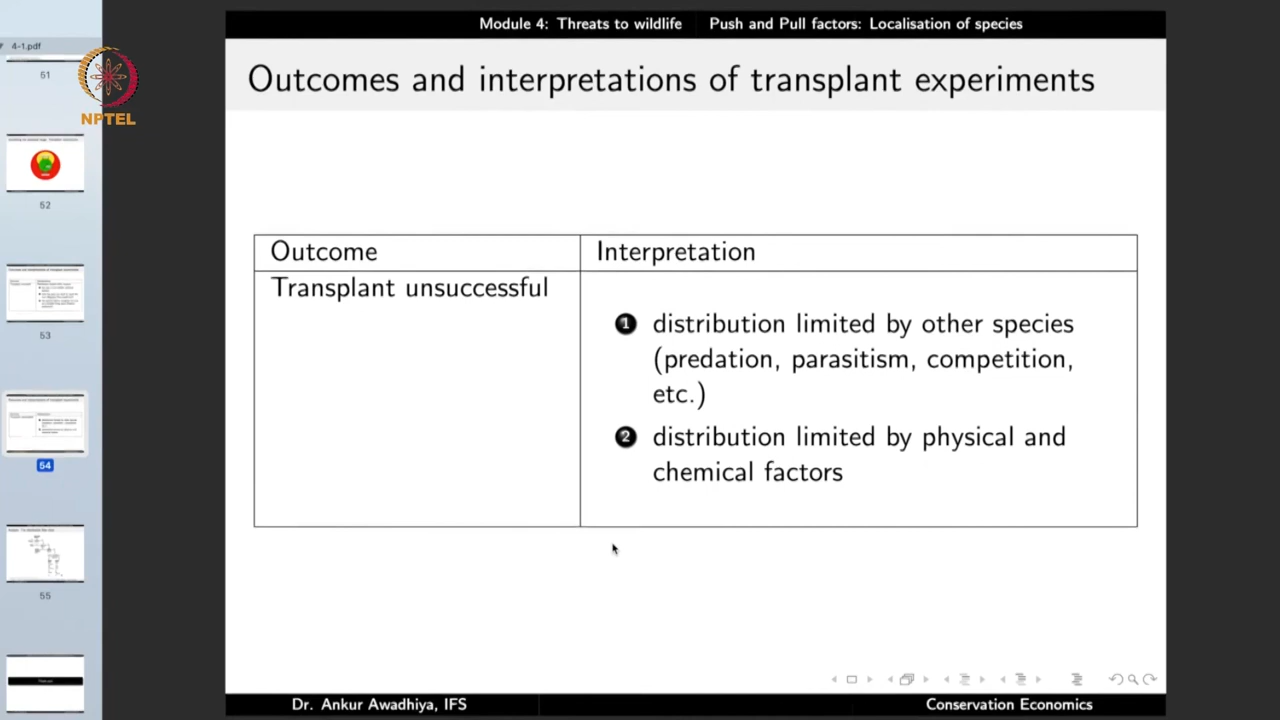 Module 4: Threats to wildlife Push and Pull factors: Localisation of species
4-1.pdf
51
NPTEL
52
53
54
55
Outcomes and interpretations of transplant experiments
Outcome Interpretation
Transplant unsuccessful
1 distribution limited by other species
(predation, parasitism, competition,
etc.)
2 distribution limited by physical and
chemical factors
Dr. Ankur Awadhiya, IFS Conservation Economics